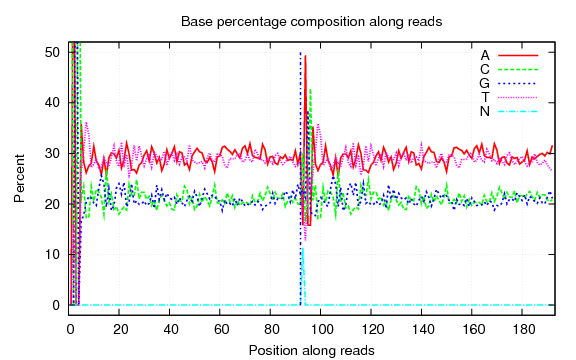 Base percentage composition along reads
A
C
G
T
N
Percent
50
40
30
20
10
0
0 20 40 60 80 100 120 140 160 180
Position along reads